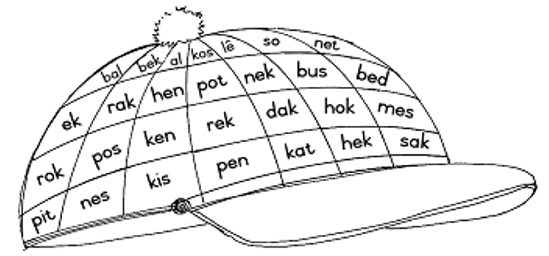 bal bek al kos lê so net
ek rak hen pot nek bus bed
rok pos ken rek dak hok mes
pit nes kis pen kat hek sak